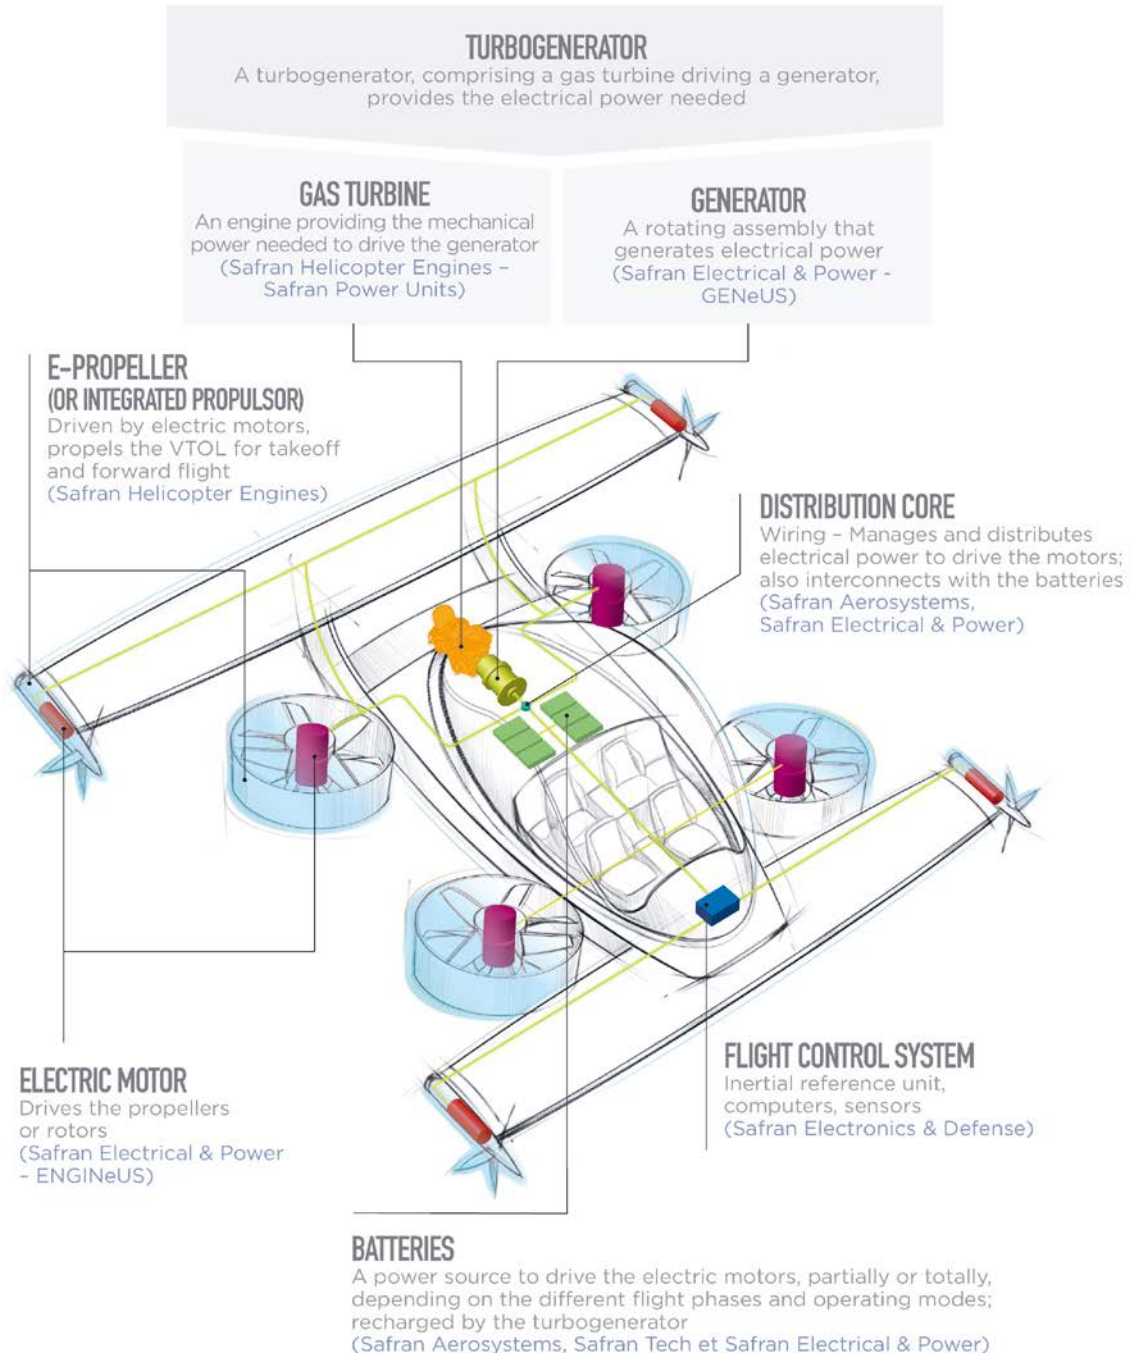 TURBOGENERATOR
A turbogenerator, comprising a gas turbine driving a generator,
provides the electrical power needed
GAS TURBINE
An engine providing the mechanical
power needed to drive the generator
(Safran Helicopter Engines –
Safran Power Units)
GENERATOR
A rotating assembly that
generates electrical power
(Safran Electrical & Power -
GENeUS)
E-PROPELLER
(OR INTEGRATED PROPULSOR)
Driven by electric motors,
propels the VTOL for takeoff
and forward flight
(Safran Helicopter Engines)
DISTRIBUTION CORE
Wiring – Manages and distributes
electrical power to drive the motors;
also interconnects with the batteries
(Safran Aerosystems,
Safran Electrical & Power)
ELECTRIC MOTOR
Drives the propellers
or rotors
(Safran Electrical & Power
– ENGINeUS)
FLIGHT CONTROL SYSTEM
Inertial reference unit,
computers, sensors
(Safran Electronics & Defense)
BATTERIES
A power source to drive the electric motors, partially or totally,
depending on the different flight phases and operating modes;
recharged by the turbogenerator
(Safran Aerosystems, Safran Tech et Safran Electrical & Power)